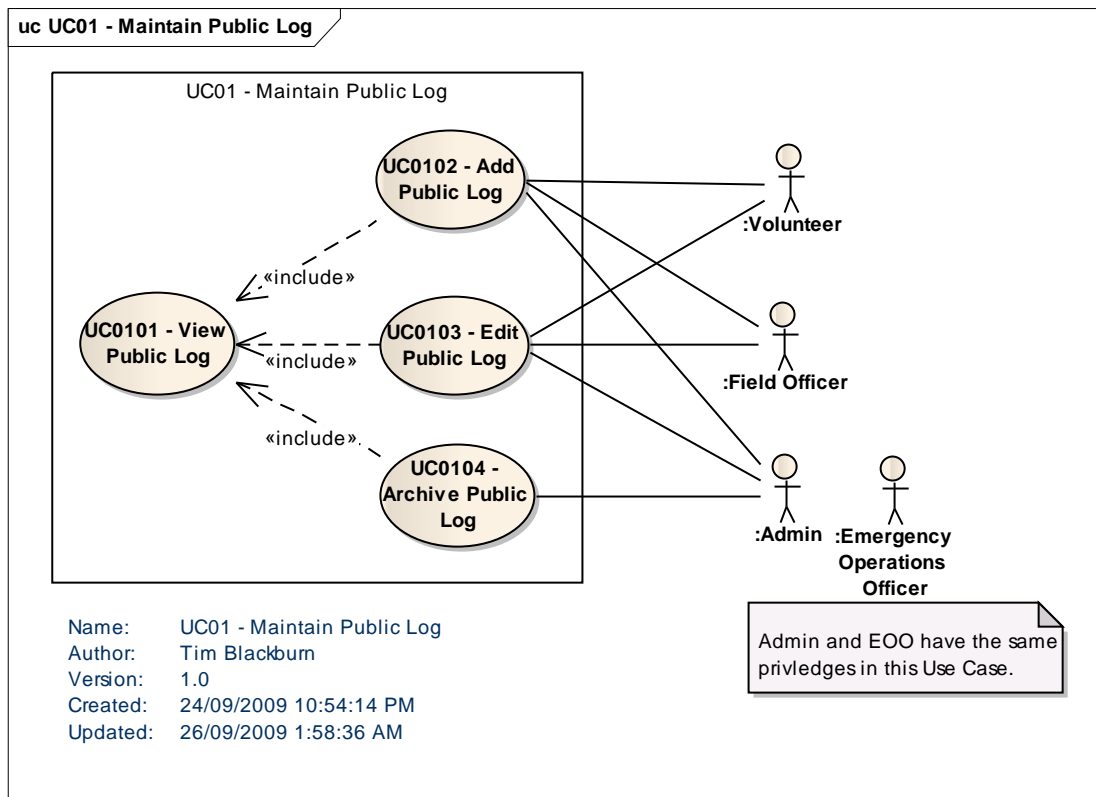 uc UC01 - Maintain Public Log
UC01 - Maintain Public Log
UC0102 - Add
Public Log
:Volunteer
«include»
UC0101 - View
Public Log
UC0103 - Edit
Public Log
«include»
:Field Officer
«include»
UC0104 -
Archive Public
Log
:Admin
:Emergency
Operations
Officer
Name: UC01 - Maintain Public Log
Author: Tim Blackburn
Version: 1.0
Created: 24/09/2009 10:54:14 PM
Updated: 26/09/2009 1:58:36 AM
Admin and EOO have the same
privledges in this Use Case.